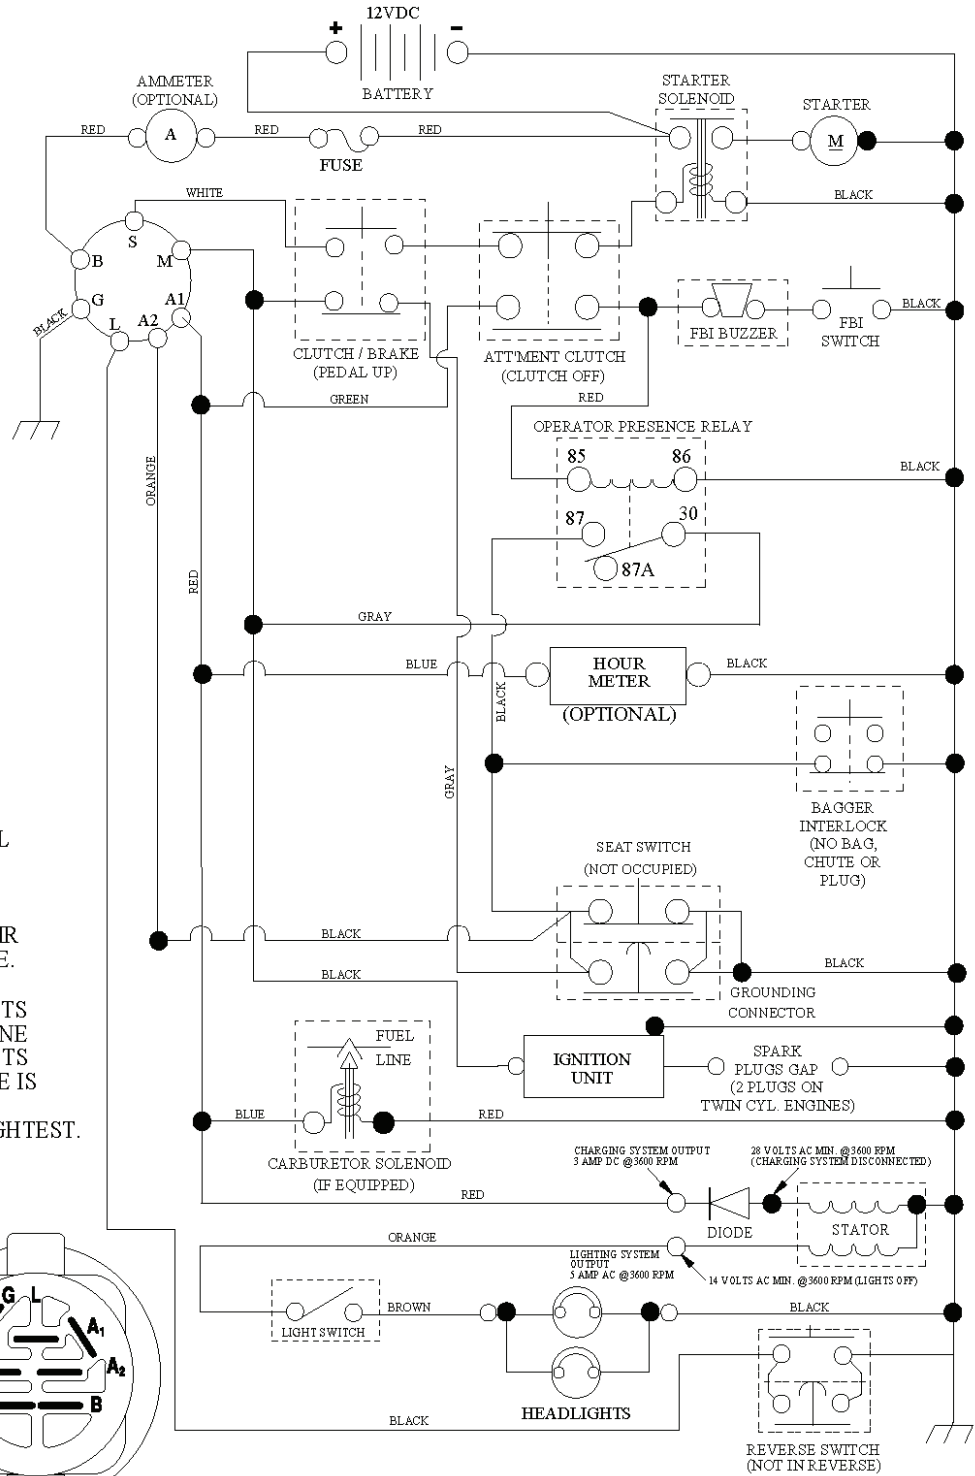 12VDC
+
-
BATTERY
AMMETER
(OPTIONAL)
STARTER
SOLENOID
STARTER
RED
A
RED
FUSE
RED
M
WHITE
BLACK
S
M
B
G
A1
L
A2
BLACK
CLUTCH / BRAKE
(PEDAL UP)
ATT'MENT CLUTCH
(CLUTCH OFF)
FBI BUZZER
FBI
SWITCH
BLACK
GREEN
RED
OPERATOR PRESENCE RELAY
85
86
BLACK
87
30
87A
ORANGE
RED
GRAY
BLUE
HOUR
METER
(OPTIONAL)
BLACK
BLACK
GRAY
BAGGER
INTERLOCK
(NO BAG,
CHUTE OR
PLUG)
SEAT SWITCH
(NOT OCCUPIED)
BLACK
BLACK
BLACK
GROUNDING
CONNECTOR
L
IR
E.
TS
NE
TS
E IS
GHTEST.
FUEL
LINE
IGNITION
UNIT
SPARK
PLUGS GAP
(2 PLUGS ON
TWIN CYL. ENGINES)
BLUE
RED
CARBURETOR SOLENOID
(IF EQUIPPED)
CHARGING SYSTEM OUTPUT
3 AMP DC @3600 RPM
28 VOLTS AC MIN. @3600 RPM
(CHARGING SYSTEM DISCONNECTED)
RED
DIODE
STATOR
ORANGE
LIGHTING SYSTEM
OUTPUT
5 AMP AC @3600 RPM
14 VOLTS AC MIN. @3600 RPM (LIGHTS OFF)
LIGHT SWITCH
BROWN
BLACK
HEADLIGHTS
BLACK
REVERSE SWITCH
(NOT IN REVERSE)
G L
A1
A2
B